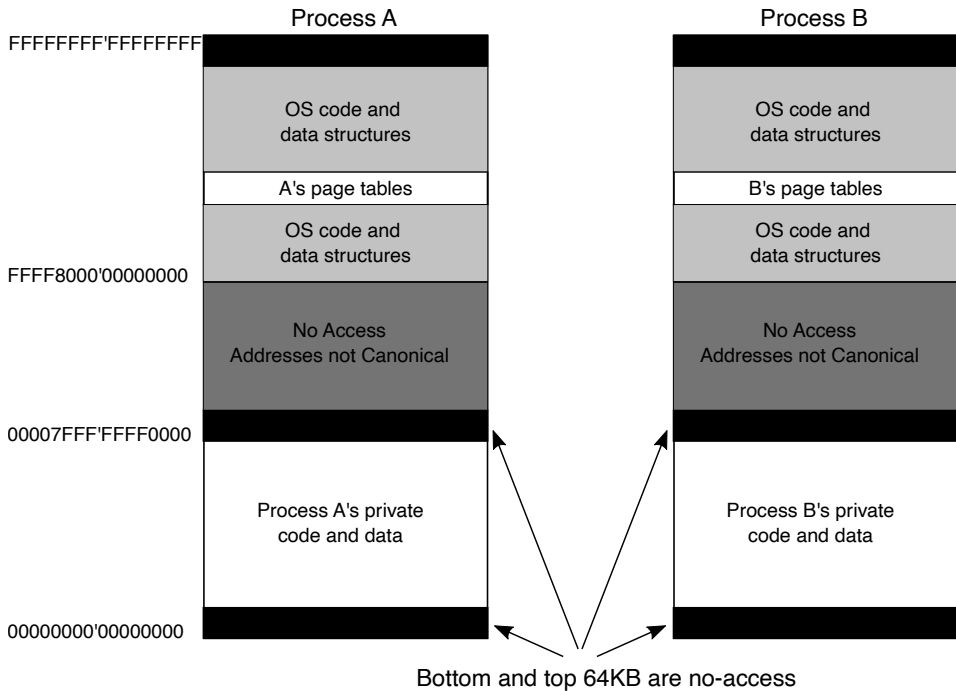 Process A
Process B
FFFFFFFF'FFFFFFFF
OS code and
data structures
OS code and
data structures
A's page tables
B's page tables
OS code and
data structures
OS code and
data structures
FFFF8000'00000000
No Access
Addresses not Canonical
No Access
Addresses not Canonical
00007FFF'FFFF0000
Process A's private
code and data
Process B's private
code and data
00000000'00000000
Bottom and top 64KB are no-access